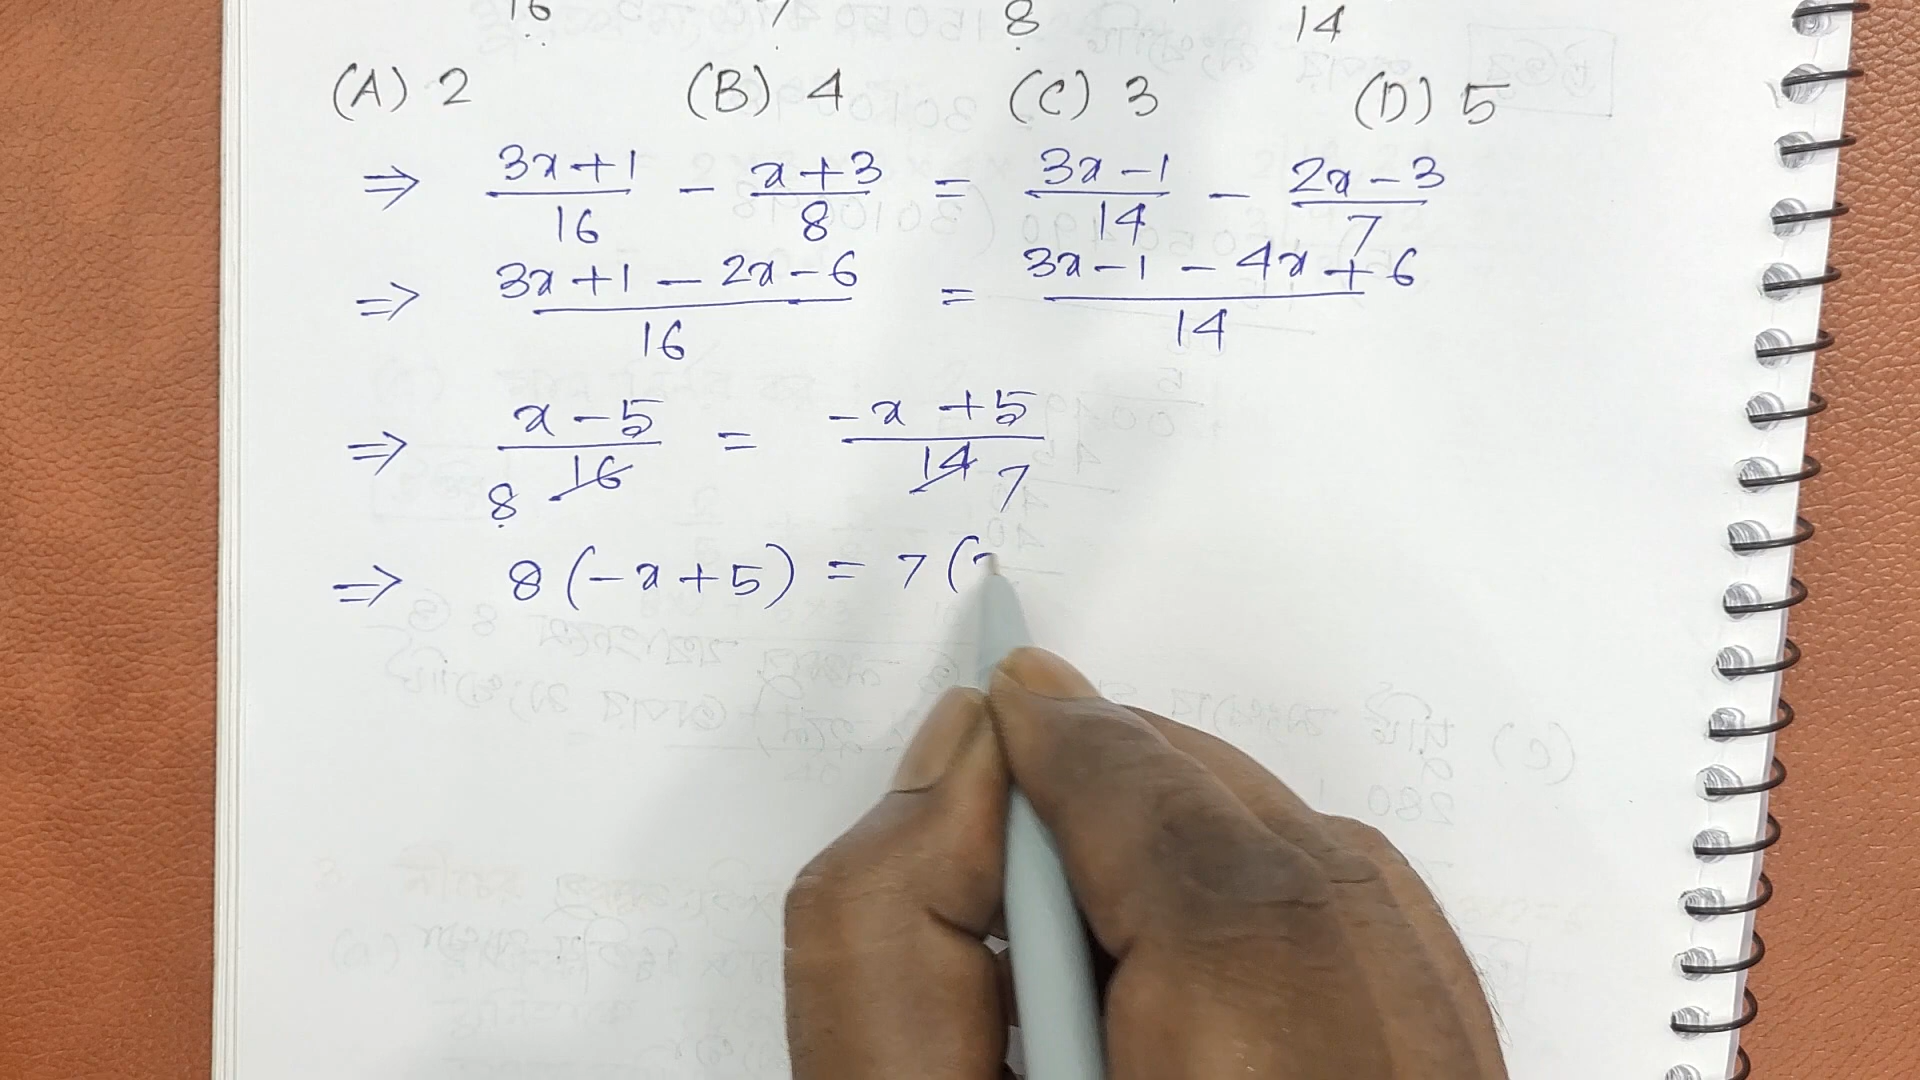 16 7 8 14
(A) 2 (B) 4 (C) 3 (D) 5
⇒ (3x+1)/16 − (x+3)/8 = (3x−1)/14 − (2x−3)/7
⇒ (3x+1−2x−6)/16 = (3x−1−4x+6)/14
⇒ (x−5)/16 = (−x+5)/14
8 7
⇒ 8(−x+5) = 7(